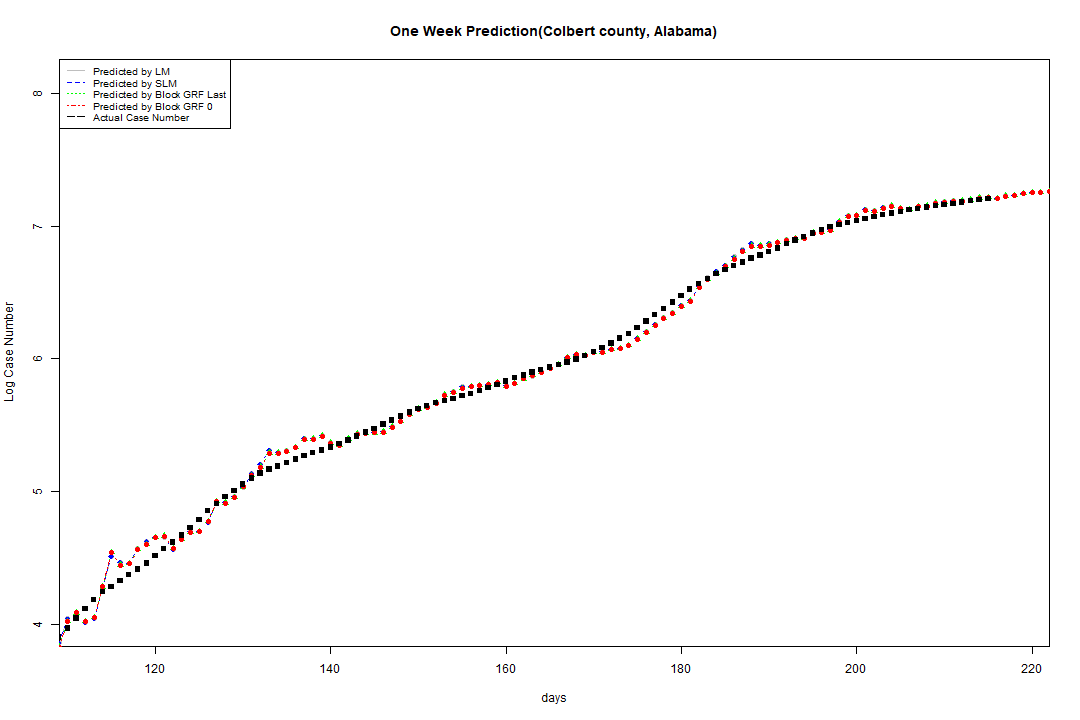 One Week Prediction(Colbert county, Alabama)
Predicted by LM
Predicted by SLM
Predicted by Block GRF Last
Predicted by Block GRF 0
Actual Case Number
8
7
6
5
4
Log Case Number
120 140 160 180 200 220
days